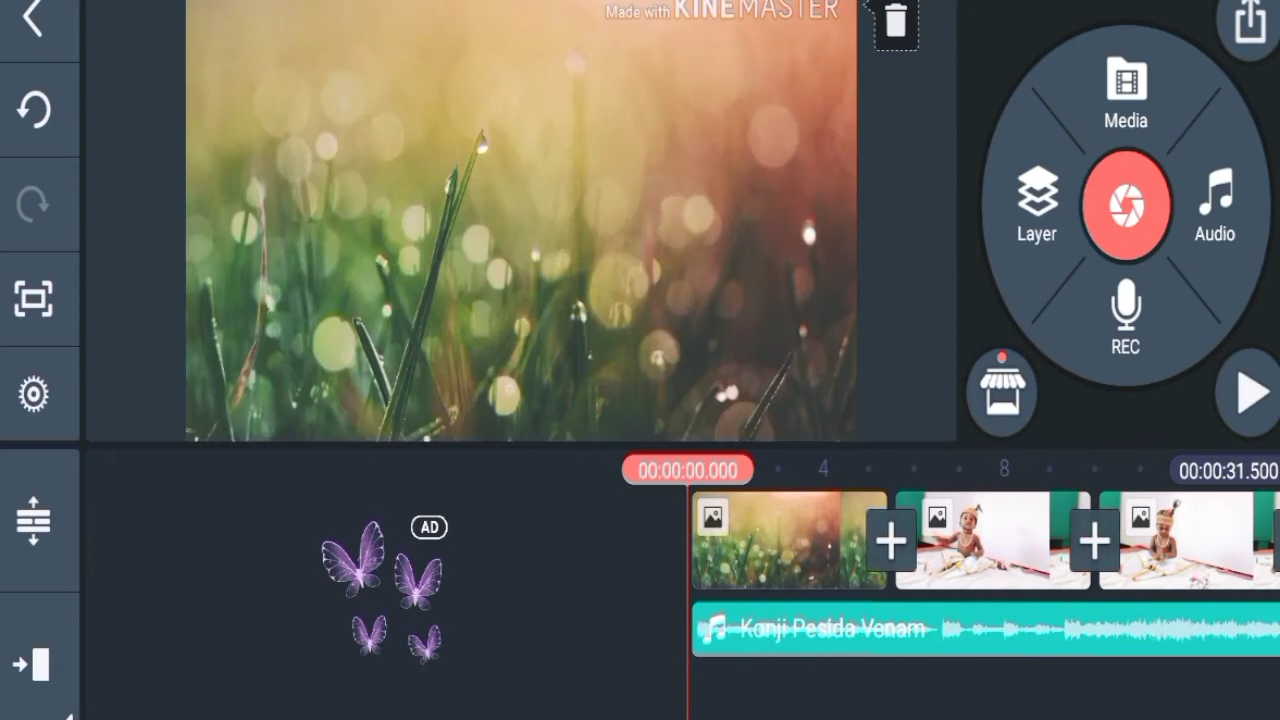 Made with KINEMASTER
Media
Layer
Audio
REC
00:00:00.000
4
8
00:00:31.500
AD
Konji Pesida Venam